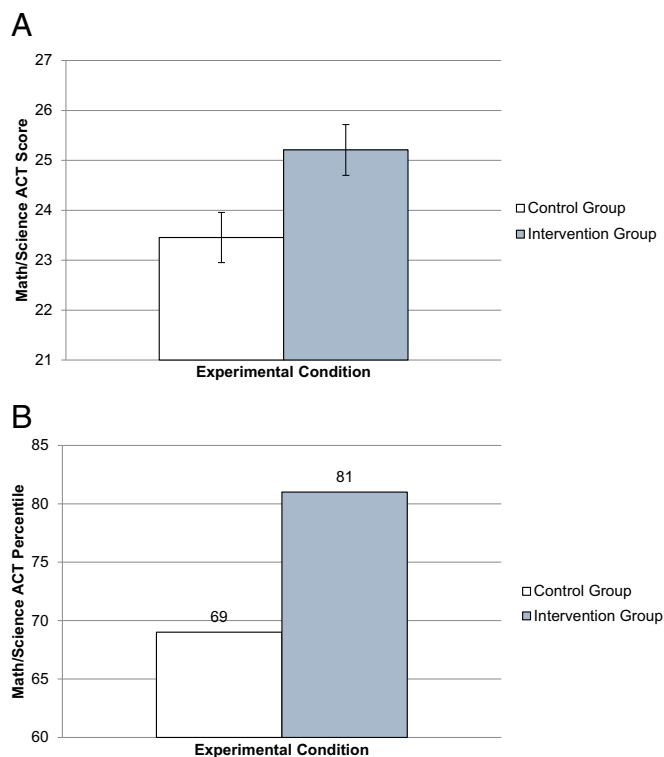 A
27
26
25
24
23
22
21
Math/Science ACT Score
Experimental Condition
Control Group
Intervention Group
B
85
80
75
70
65
60
Math/Science ACT Percentile
69
81
Experimental Condition
Control Group
Intervention Group